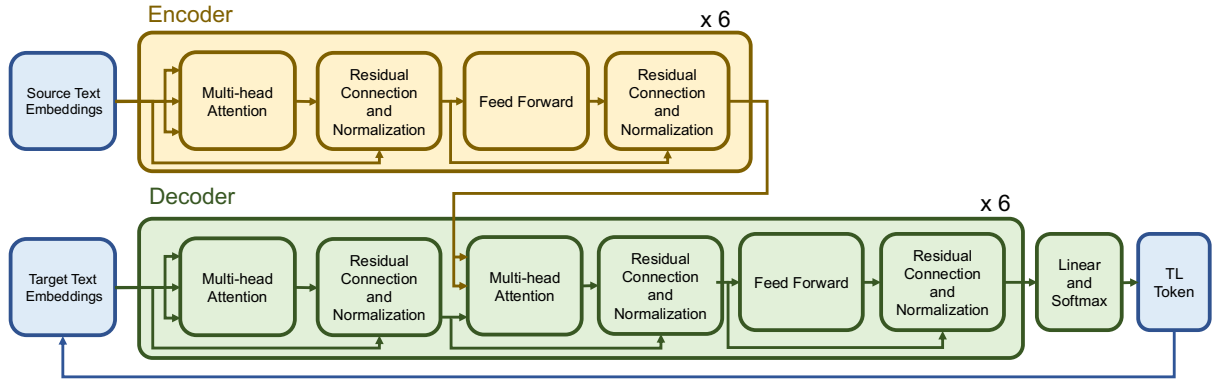 Encoder
x 6
Source Text
Embeddings
Multi-head
Attention
Residual
Connection
and
Normalization
Feed Forward
Residual
Connection
and
Normalization
Decoder
x 6
Target Text
Embeddings
Multi-head
Attention
Residual
Connection
and
Normalization
Multi-head
Attention
Residual
Connection
and
Normalization
Feed Forward
Residual
Connection
and
Normalization
Linear
and
Softmax
TL
Token